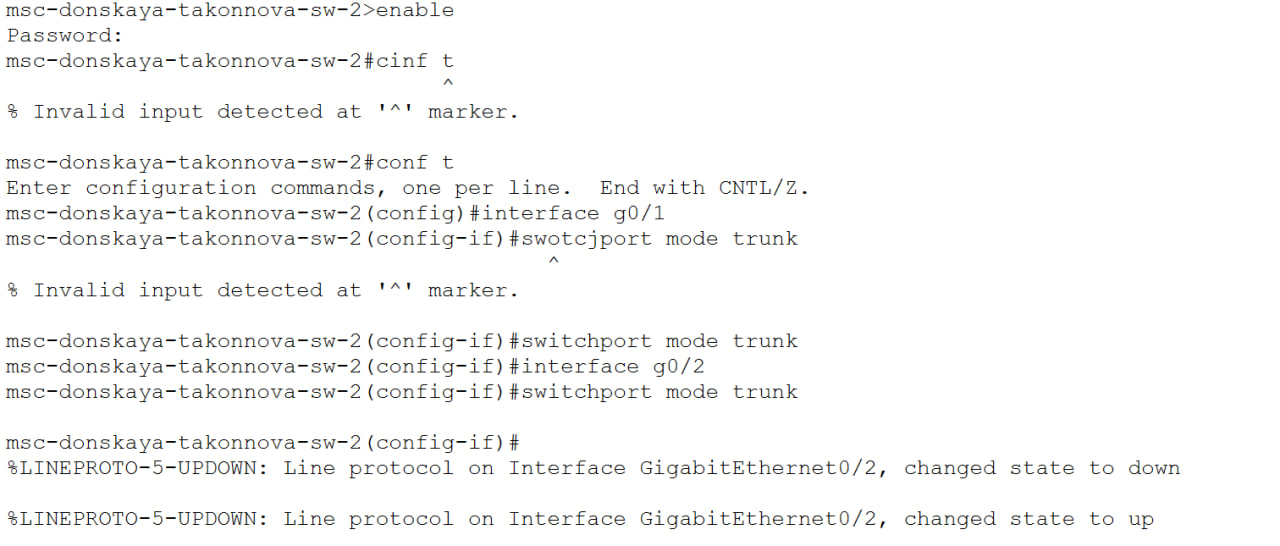 msc-donskaya-takonnova-sw-2>enable
Password:
msc-donskaya-takonnova-sw-2#cinf t
^
% Invalid input detected at '^' marker.
msc-donskaya-takonnova-sw-2#conf t
Enter configuration commands, one per line.  End with CNTL/Z.
msc-donskaya-takonnova-sw-2(config)#interface g0/1
msc-donskaya-takonnova-sw-2(config-if)#swotcjport mode trunk
^
% Invalid input detected at '^' marker.
msc-donskaya-takonnova-sw-2(config-if)#switchport mode trunk
msc-donskaya-takonnova-sw-2(config-if)#interface g0/2
msc-donskaya-takonnova-sw-2(config-if)#switchport mode trunk
msc-donskaya-takonnova-sw-2(config-if)#
%LINEPROTO-5-UPDOWN: Line protocol on Interface GigabitEthernet0/2, changed state to down
%LINEPROTO-5-UPDOWN: Line protocol on Interface GigabitEthernet0/2, changed state to up